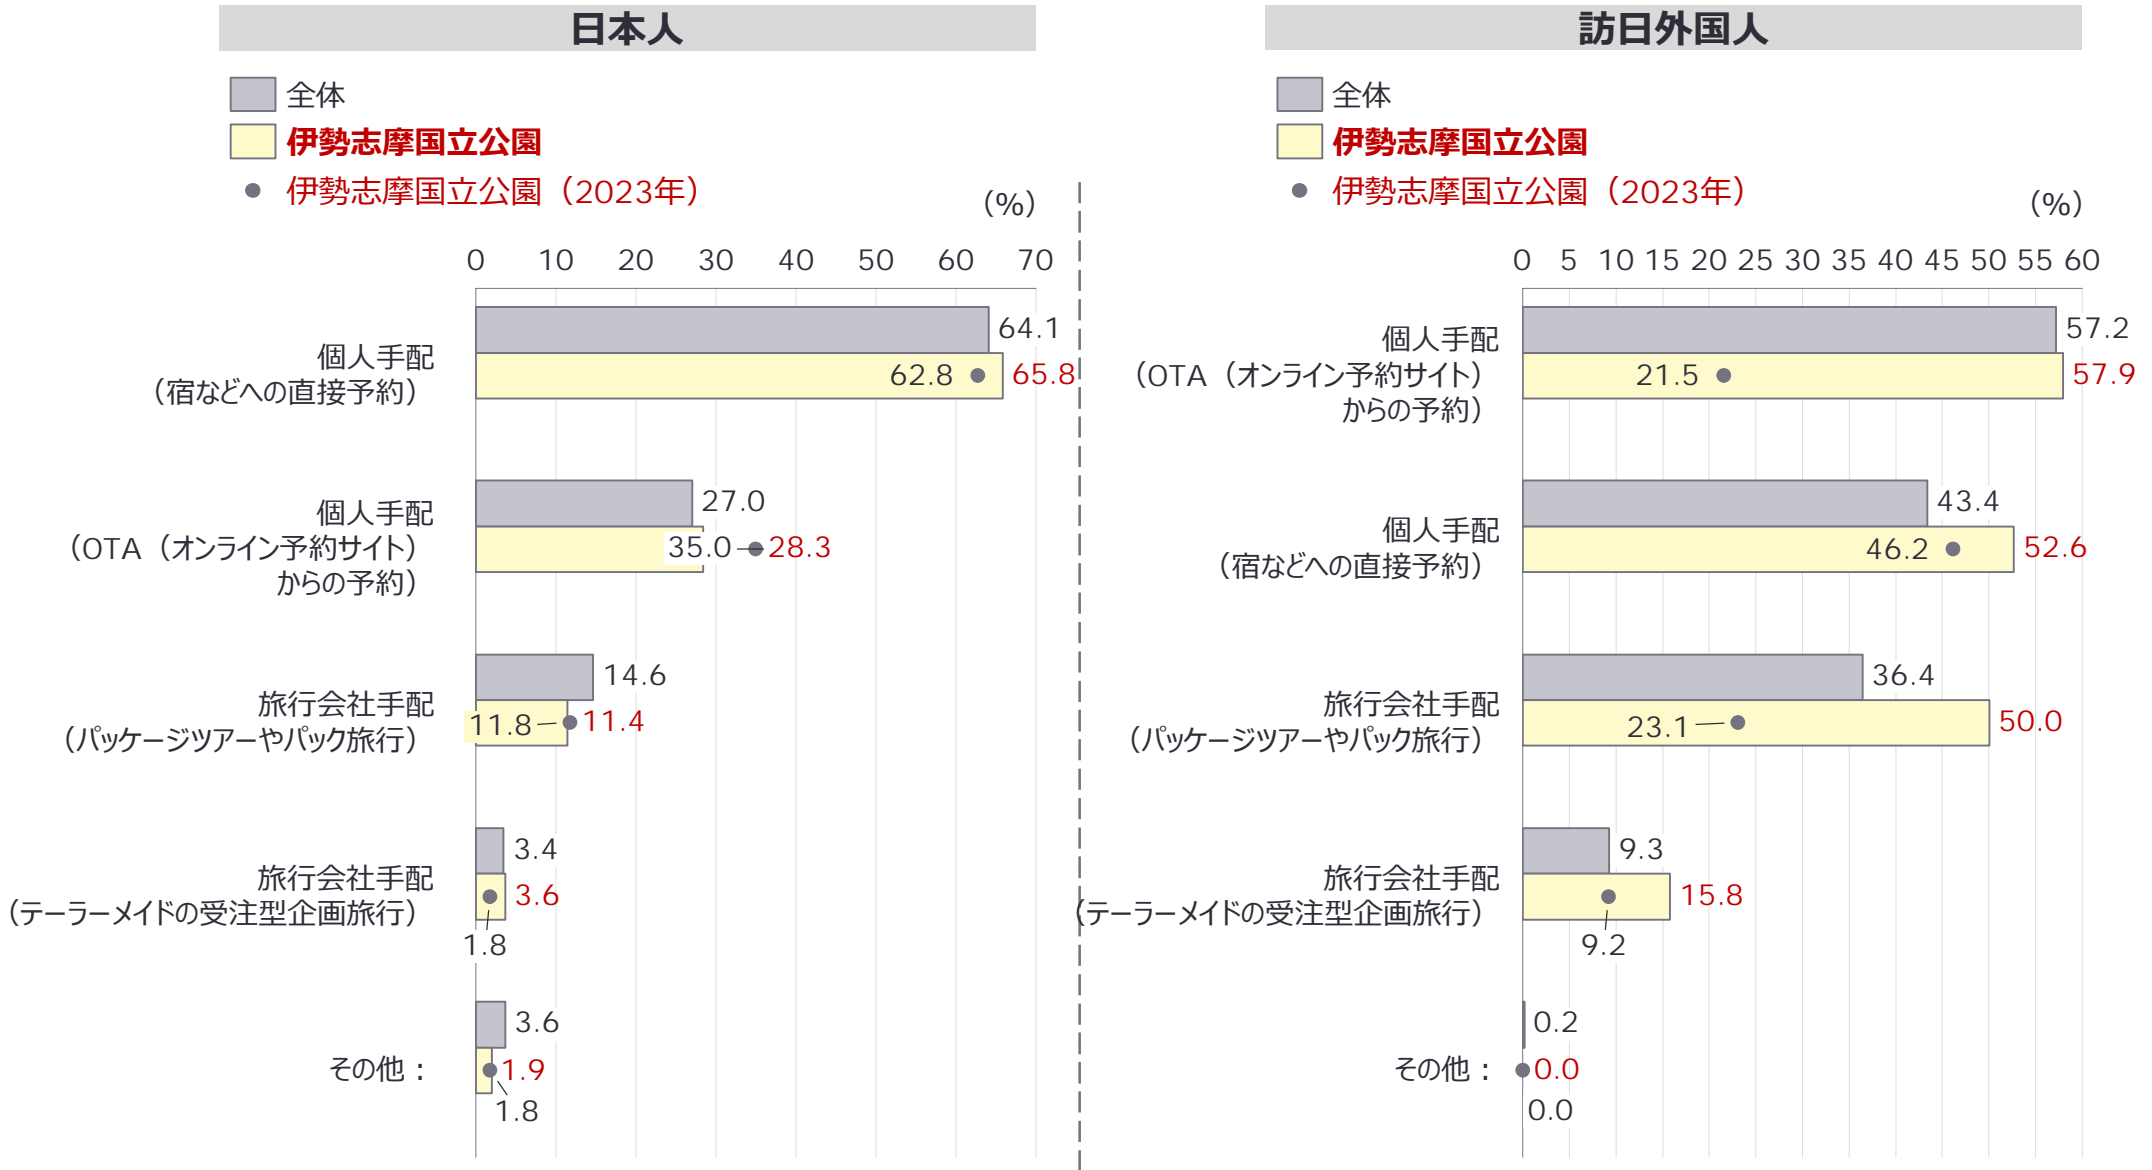 日本人
全体
伊勢志摩国立公園
伊勢志摩国立公園（2023年）
（%）
0 10 20 30 40 50 60 70
個人手配
（宿などへの直接予約）
64.1
62.8 65.8
個人手配
（OTA（オンライン予約サイト）
からの予約）
27.0
35.0 28.3
旅行会社手配
（パッケージツアーやパック旅行）
14.6
11.8 11.4
旅行会社手配
（テーラーメイドの受注型企画旅行）
3.4
3.6
1.8
その他：
3.6
1.9
1.8
訪日外国人
全体
伊勢志摩国立公園
伊勢志摩国立公園（2023年）
（%）
0 5 10 15 20 25 30 35 40 45 50 55 60
個人手配
（OTA（オンライン予約サイト）
からの予約）
57.2
21.5 57.9
個人手配
（宿などへの直接予約）
43.4
46.2 52.6
旅行会社手配
（パッケージツアーやパック旅行）
36.4
23.1 50.0
旅行会社手配
（テーラーメイドの受注型企画旅行）
9.3
15.8
9.2
その他：
0.2
0.0
0.0